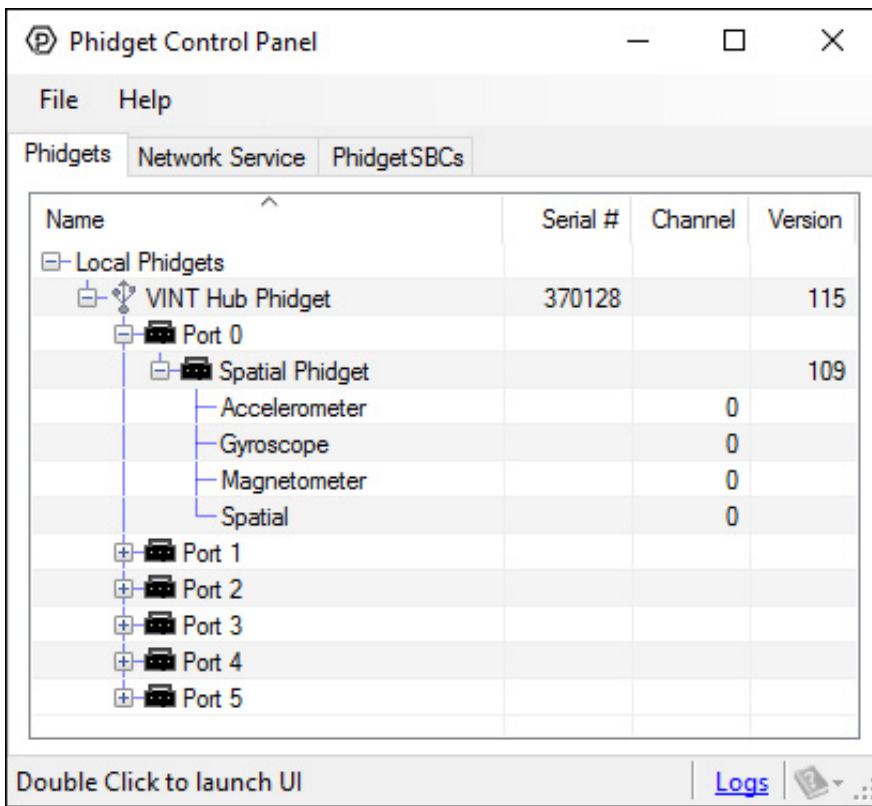 Phidget Control Panel
File Help
Phidgets Network Service PhidgetSBCs
Name Serial # Channel Version
Local Phidgets
VINT Hub Phidget 370128 115
Port 0
Spatial Phidget 109
Accelerometer 0
Gyroscope 0
Magnetometer 0
Spatial 0
Port 1
Port 2
Port 3
Port 4
Port 5
Double Click to launch UI Logs